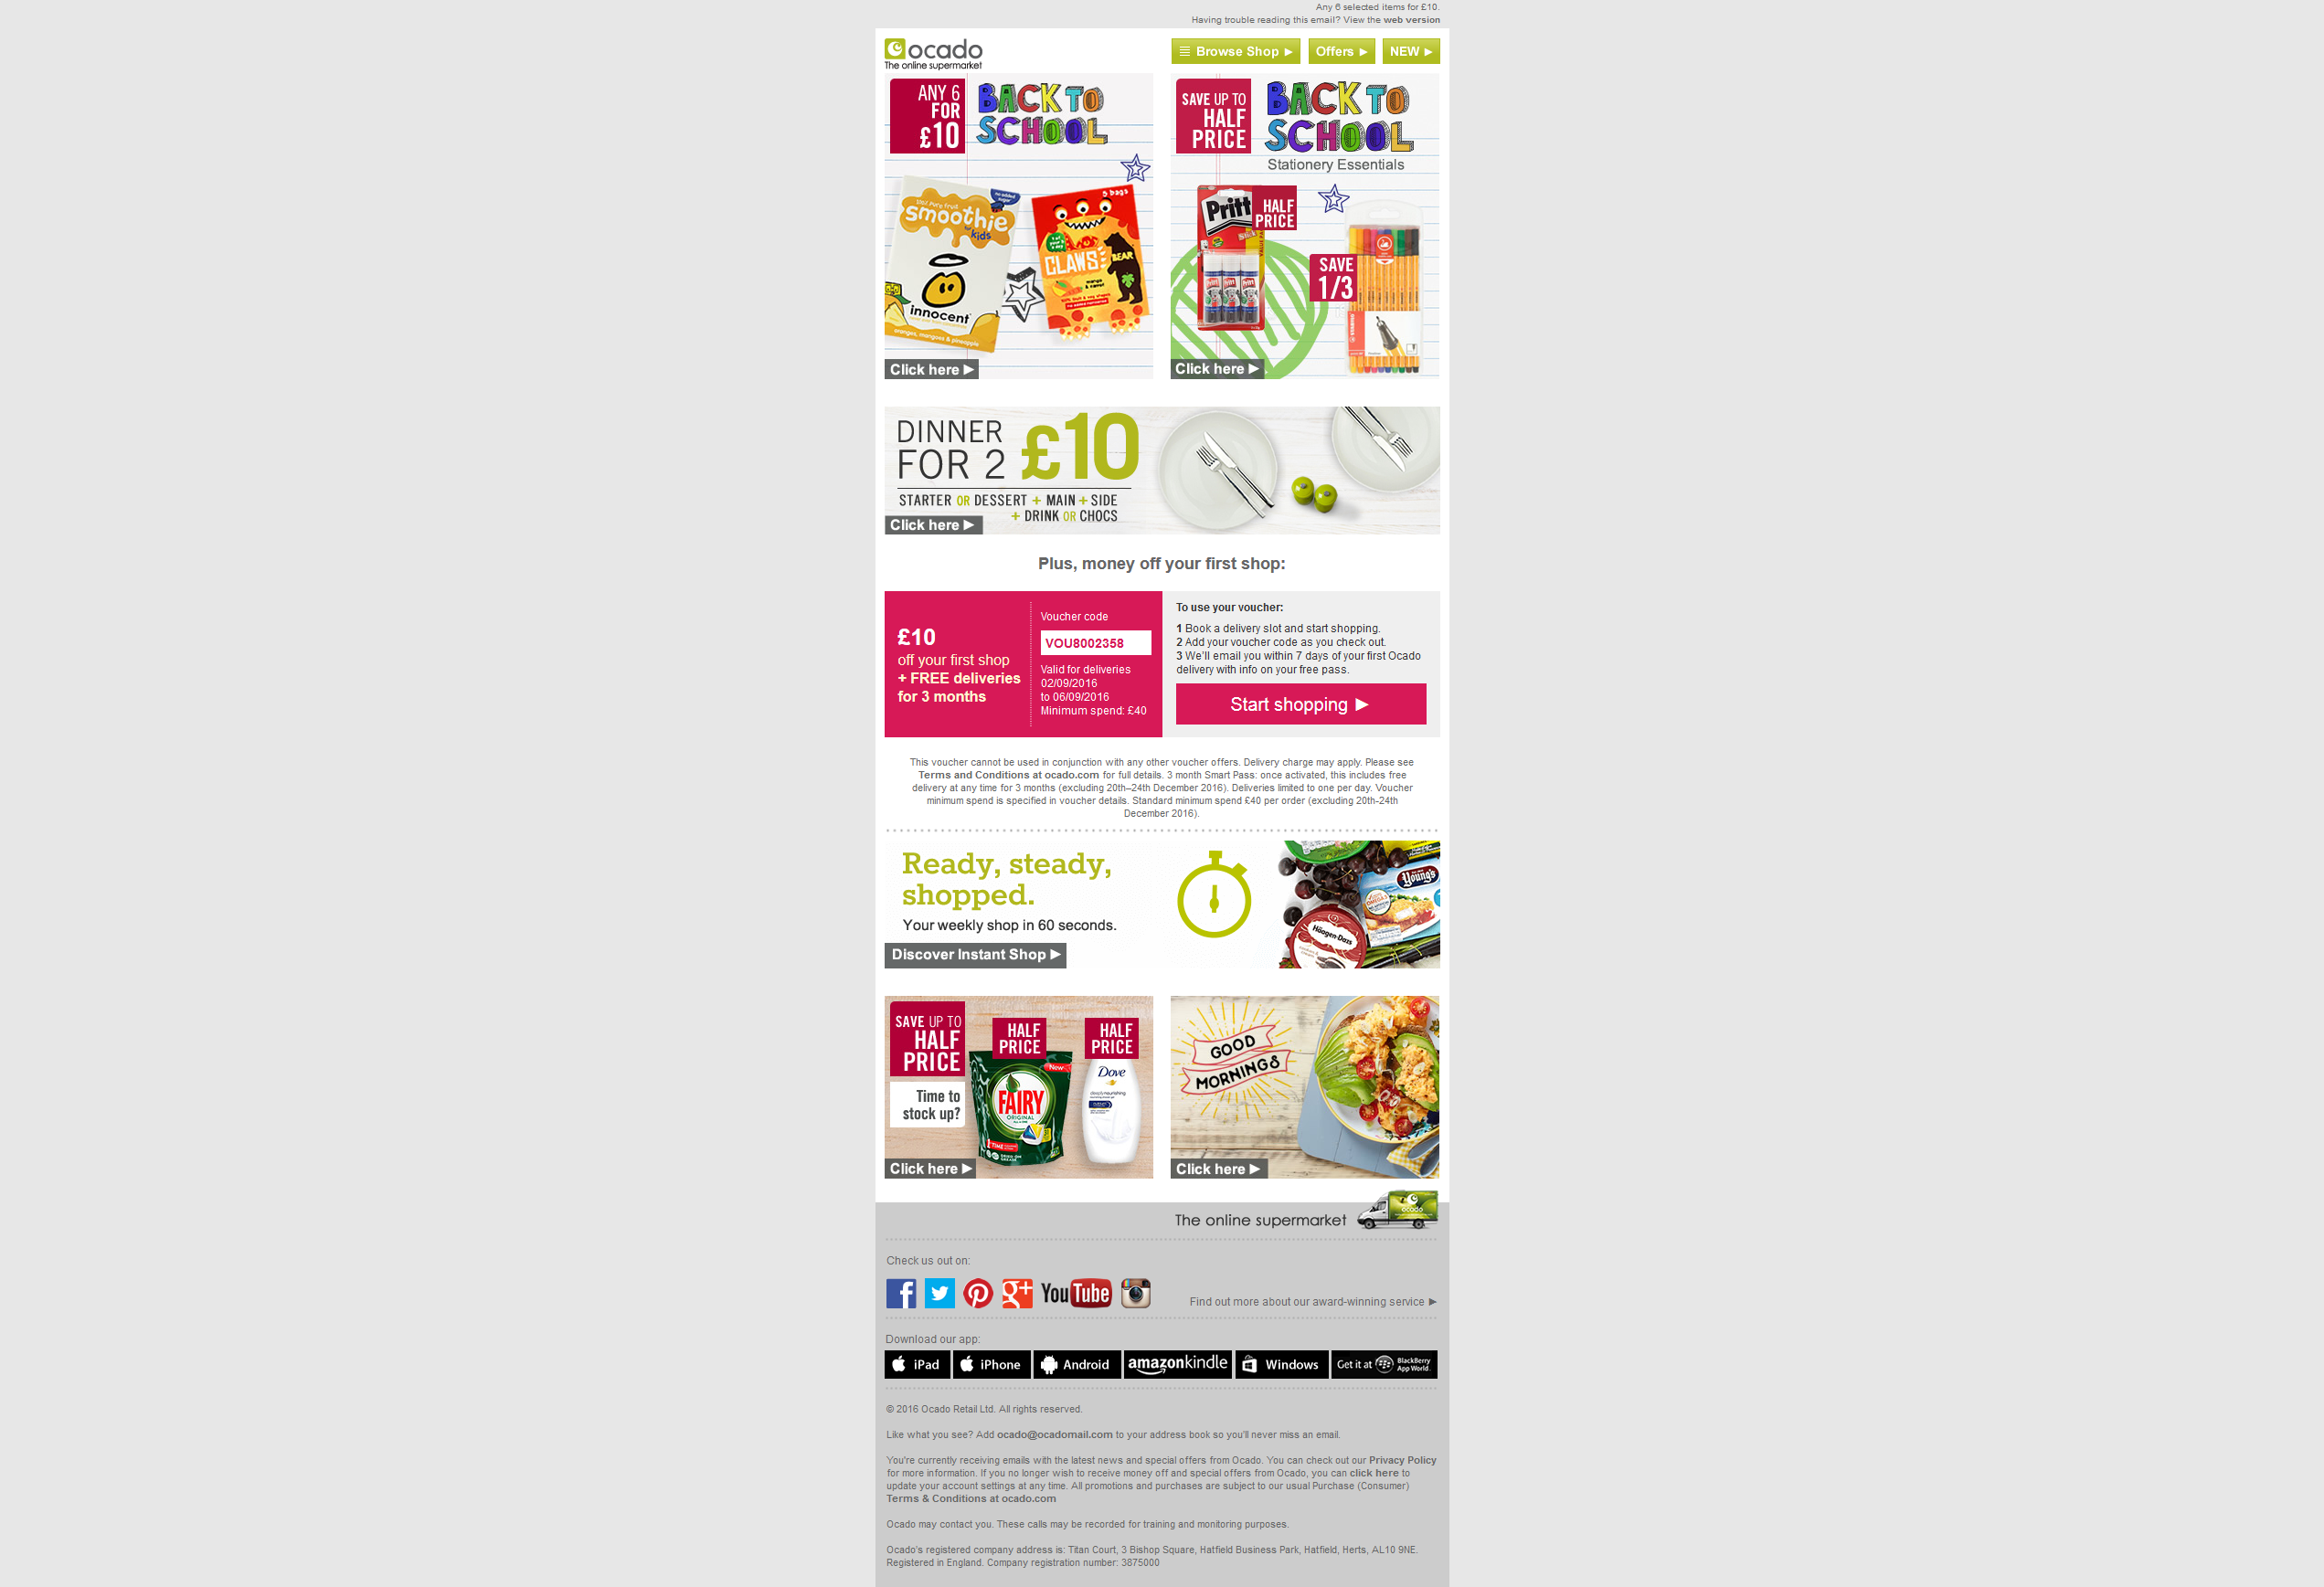 Any 6 selected items for £10.
Having trouble reading this email? View the web version
ocado
The online supermarket
Browse Shop ▶
Offers ▶
NEW ▶
ANY 6
FOR
£10
BACK TO
SCHOOL
no added
sugar
smoothie
kids
innocent
oranges, mangoes & pineapple
5 bags
CLAWS
BEAR
mango
& carrot
Click here ▶
SAVE UP TO
HALF
PRICE
BACK TO
SCHOOL
Stationery Essentials
Pritt
HALF
PRICE
SAVE
1/3
Click here ▶
DINNER
FOR 2
£10
STARTER OR DESSERT + MAIN + SIDE
+ DRINK OR CHOCS
Click here ▶
Plus, money off your first shop:
£10
off your first shop
+ FREE deliveries
for 3 months
Voucher code
VOU8002358
Valid for deliveries
02/09/2016
to 06/09/2016
Minimum spend: £40
To use your voucher:
1 Book a delivery slot and start shopping.
2 Add your voucher code as you check out.
3 We'll email you within 7 days of your first Ocado
delivery with info on your free pass.
Start shopping ▶
This voucher cannot be used in conjunction with any other voucher offers. Delivery charge may apply. Please see
Terms and Conditions at ocado.com for full details. 3 month Smart Pass: once activated, this includes free
delivery at any time for 3 months (excluding 20th–24th December 2016). Deliveries limited to one per day. Voucher
minimum spend is specified in voucher details. Standard minimum spend £40 per order (excluding 20th-24th
December 2016).
Ready, steady,
shopped.
Your weekly shop in 60 seconds.
Discover Instant Shop ▶
Young's
OMEGA 3
Häagen-Dazs
SAVE UP TO
HALF
PRICE
Time to
stock up?
HALF
PRICE
New
FAIRY
ORIGINAL
HALF
PRICE
Dove
Click here ▶
GOOD
MORNINGS
Click here ▶
The online supermarket
ocado
Check us out on:
YouTube
Find out more about our award-winning service ▶
Download our app:
iPad
iPhone
Android
amazonkindle
Windows
Get it at BlackBerry
App World.
© 2016 Ocado Retail Ltd. All rights reserved.
Like what you see? Add ocado@ocadomail.com to your address book so you'll never miss an email.
You're currently receiving emails with the latest news and special offers from Ocado. You can check out our Privacy Policy
for more information. If you no longer wish to receive money off and special offers from Ocado, you can click here to
update your account settings at any time. All promotions and purchases are subject to our usual Purchase (Consumer)
Terms & Conditions at ocado.com
Ocado may contact you. These calls may be recorded for training and monitoring purposes.
Ocado's registered company address is: Titan Court, 3 Bishop Square, Hatfield Business Park, Hatfield, Herts, AL10 9NE.
Registered in England. Company registration number: 3875000